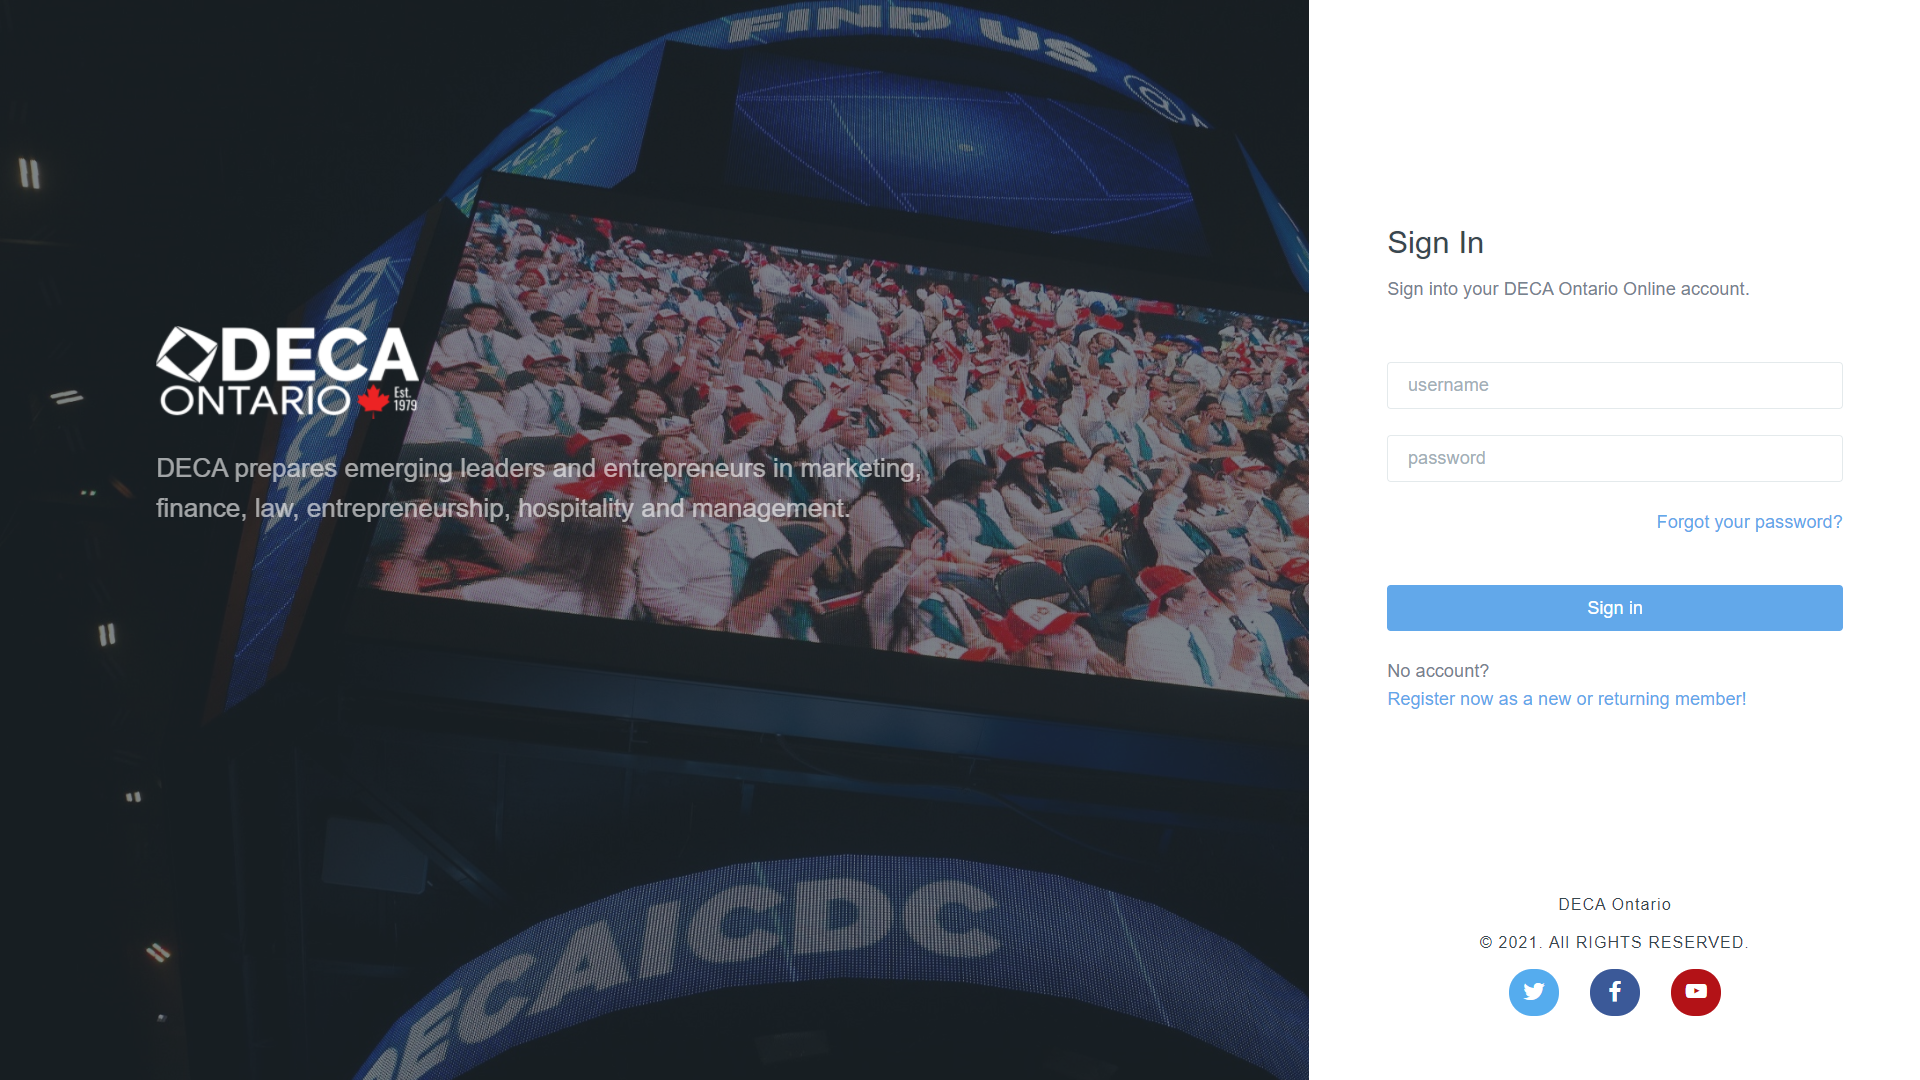 FIND US @
DECA
ONTARIO
Est.
1979
DECA prepares emerging leaders and entrepreneurs in marketing,
finance, law, entrepreneurship, hospitality and management.
DECAICDC
Sign In
Sign into your DECA Ontario Online account.
username
password
Forgot your password?
Sign in
No account?
Register now as a new or returning member!
DECA Ontario
© 2021. All RIGHTS RESERVED.